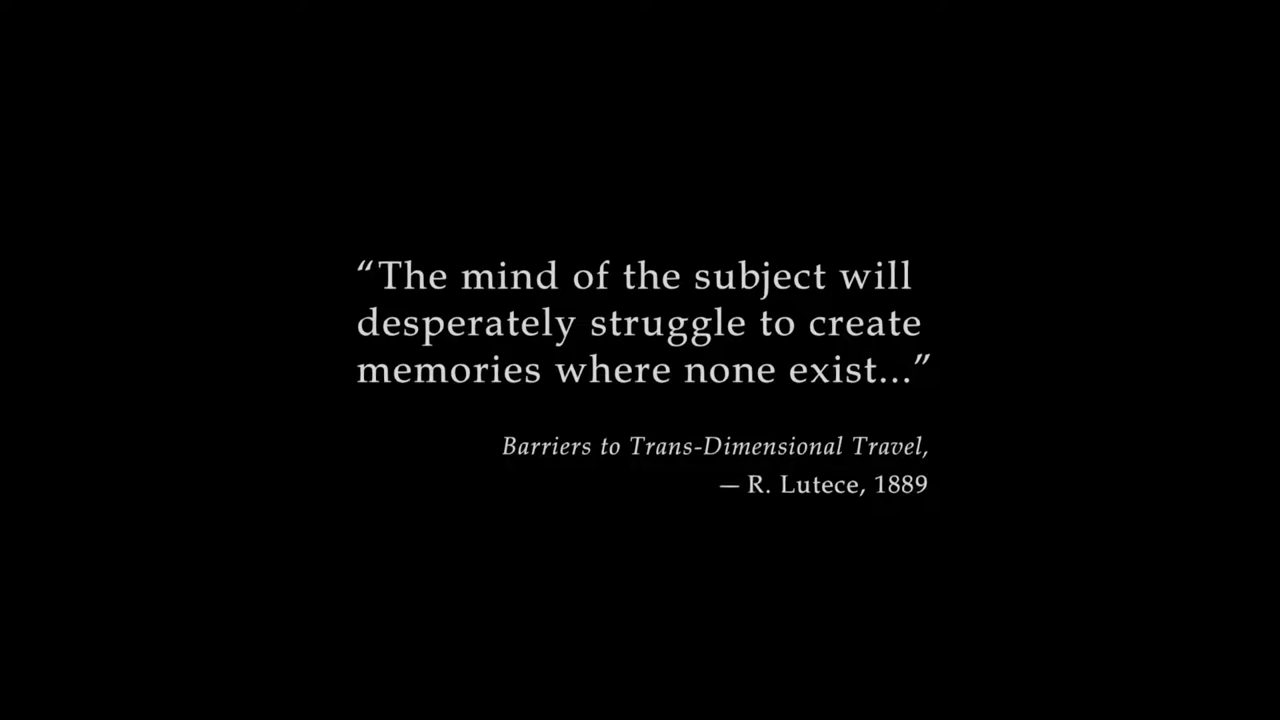 “The mind of the subject will
desperately struggle to create
memories where none exist...”
Barriers to Trans-Dimensional Travel,
— R. Lutece, 1889